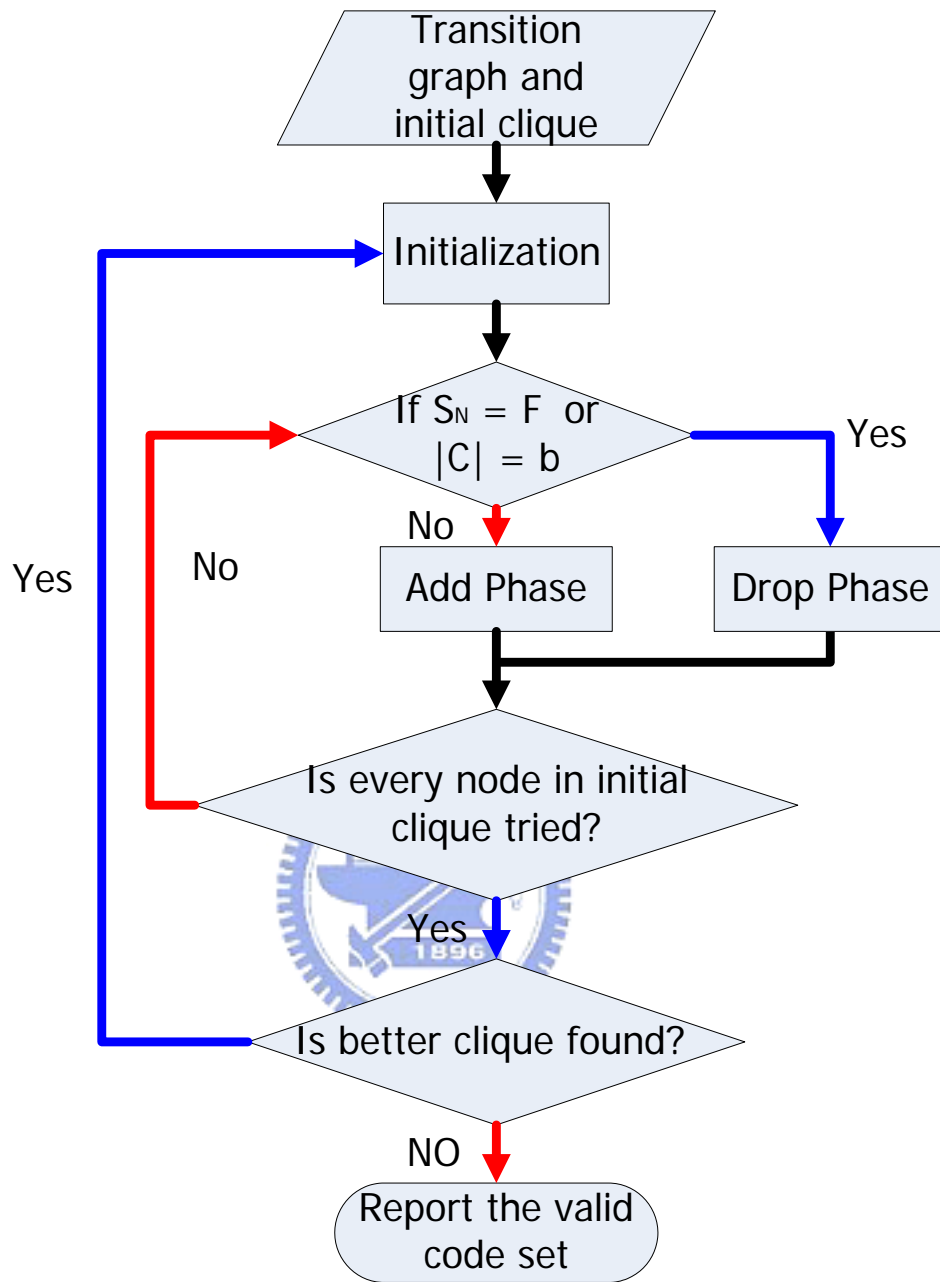 Transition
graph and
initial clique
Initialization
If SN = F or
|C| = b
Yes
No
Add Phase
Drop Phase
No
Yes
Is every node in initial
clique tried?
Yes
1896
Is better clique found?
NO
Report the valid
code set